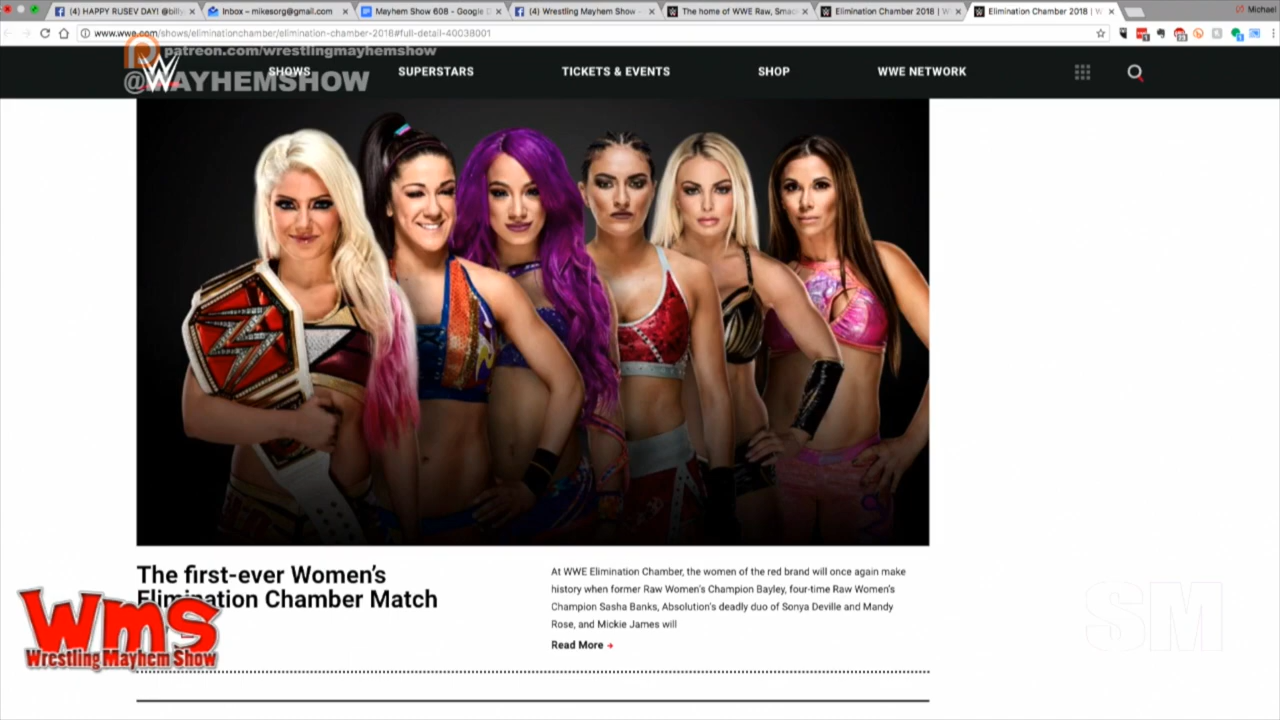 (4) HAPPY RUSEV DAY! @billy
Inbox – mikesorg@gmail.com
Mayhem Show 608 - Google D
(4) Wrestling Mayhem Show -
The home of WWE Raw, Smac
Elimination Chamber 2018 | W
Elimination Chamber 2018 | W
Michael
www.wwe.com/shows/eliminationchamber/elimination-chamber-2018#full-detail-40038001
patreon.com/wrestlingmayhemshow
@MAYHEMSHOW
SHOWS
SUPERSTARS
TICKETS & EVENTS
SHOP
WWE NETWORK
The first-ever Women's
Elimination Chamber Match
At WWE Elimination Chamber, the women of the red brand will once again make
history when former Raw Women's Champion Bayley, four-time Raw Women's
Champion Sasha Banks, Absolution's deadly duo of Sonya Deville and Mandy
Rose, and Mickie James will
Read More
wms
Wrestling Mayhem Show
SM